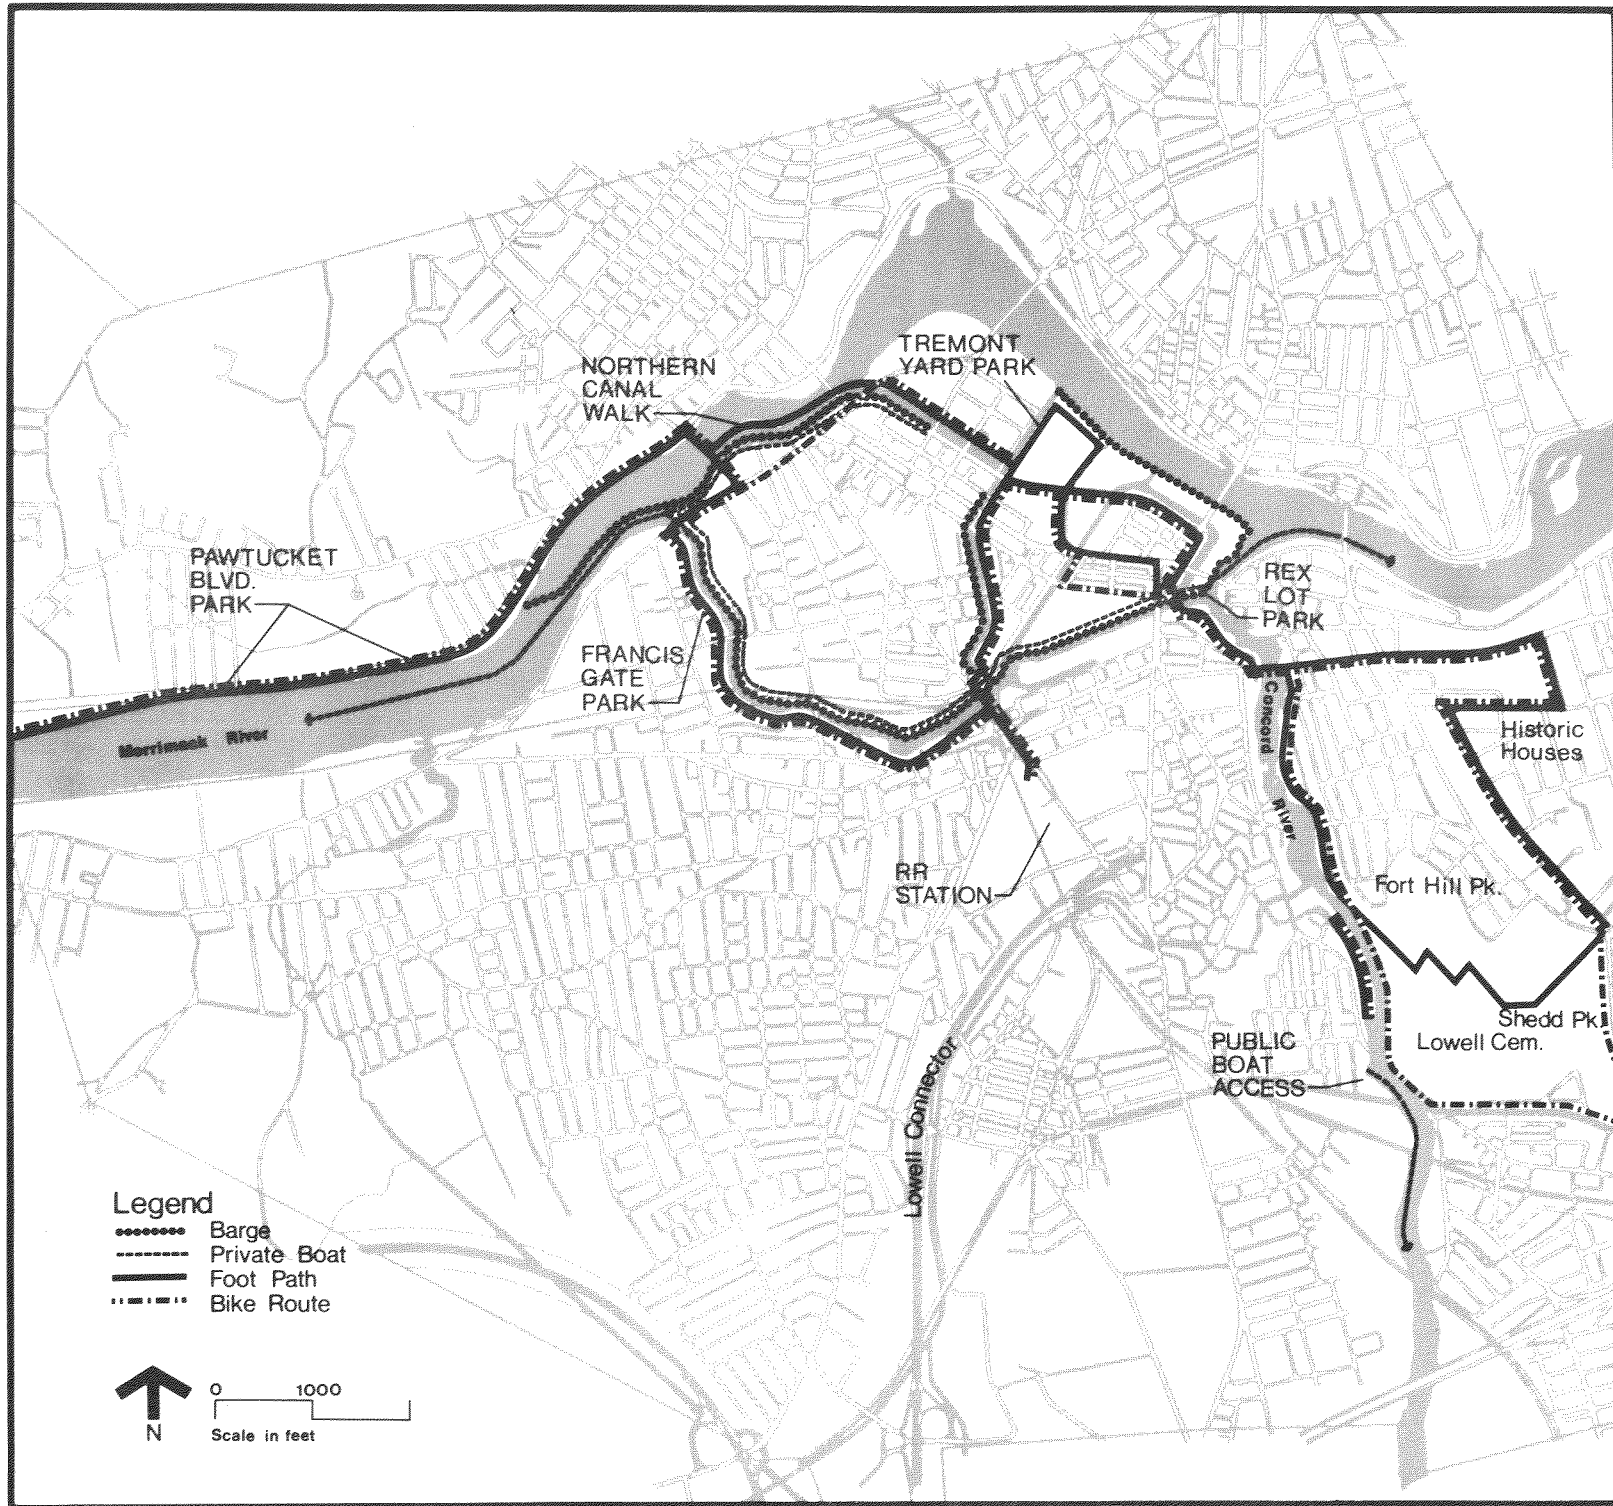 TREMONT
YARD PARK
NORTHERN
CANAL
WALK
PAWTUCKET
BLVD.
PARK
REX
LOT
PARK
FRANCIS
GATE
PARK
Merrimack River
Concord
River
Historic
Houses
RR
STATION
Fort Hill Pk.
Shedd Pk.
Lowell Cem.
PUBLIC
BOAT
ACCESS
Lowell Connector
Legend
Barge
Private Boat
Foot Path
Bike Route
N
0 1000
Scale in feet